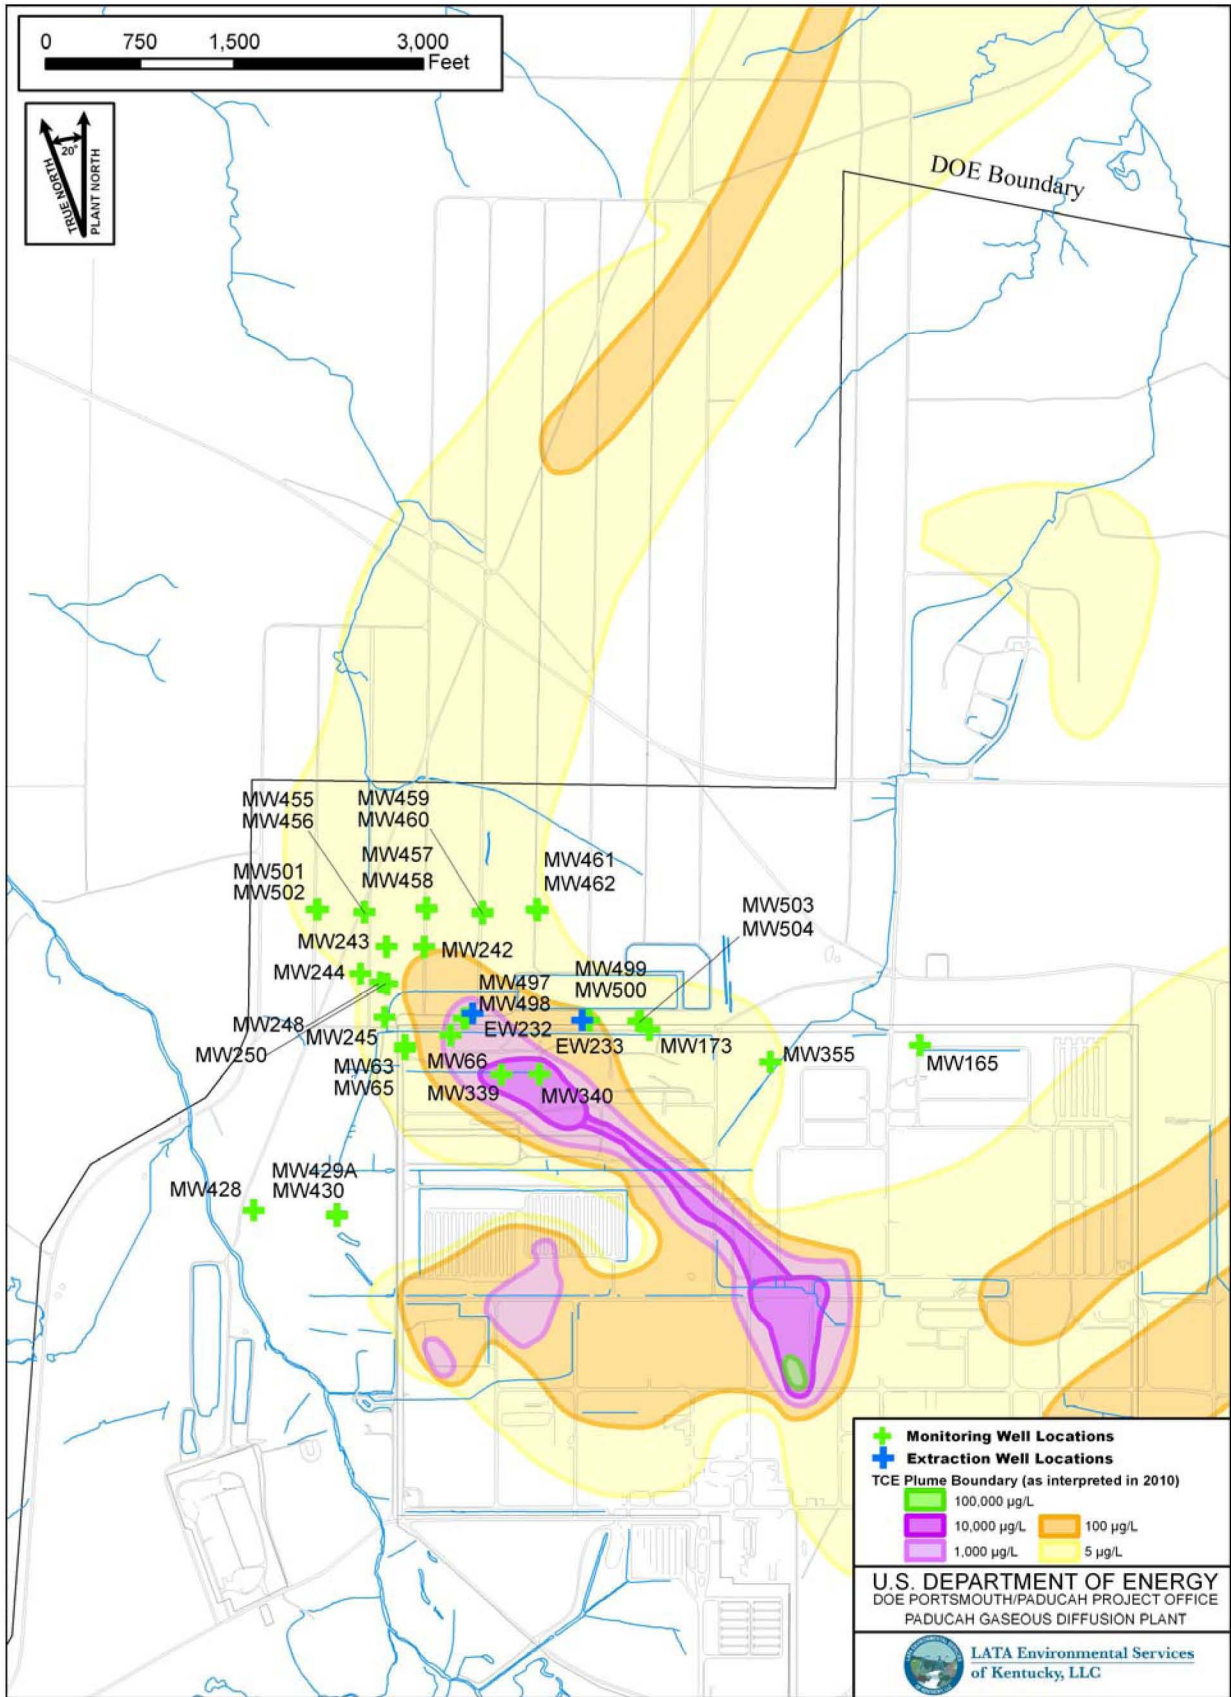 0 750 1,500 3,000
Feet
TRUE NORTH
20°
PLANT NORTH
DOE Boundary
MW455
MW456
MW459
MW460
MW457
MW458
MW461
MW462
MW501
MW502
MW503
MW504
MW243
MW242
MW244
MW497
MW498
MW499
MW500
MW248
MW245
EW232
EW233
MW173
MW250
MW63
MW65
MW66
MW355
MW165
MW339
MW340
MW429A
MW430
MW428
Monitoring Well Locations
Extraction Well Locations
TCE Plume Boundary (as interpreted in 2010)
100,000 µg/L
10,000 µg/L 100 µg/L
1,000 µg/L 5 µg/L
U.S. DEPARTMENT OF ENERGY
DOE PORTSMOUTH/PADUCAH PROJECT OFFICE
PADUCAH GASEOUS DIFFUSION PLANT
LATA Environmental Services
of Kentucky, LLC